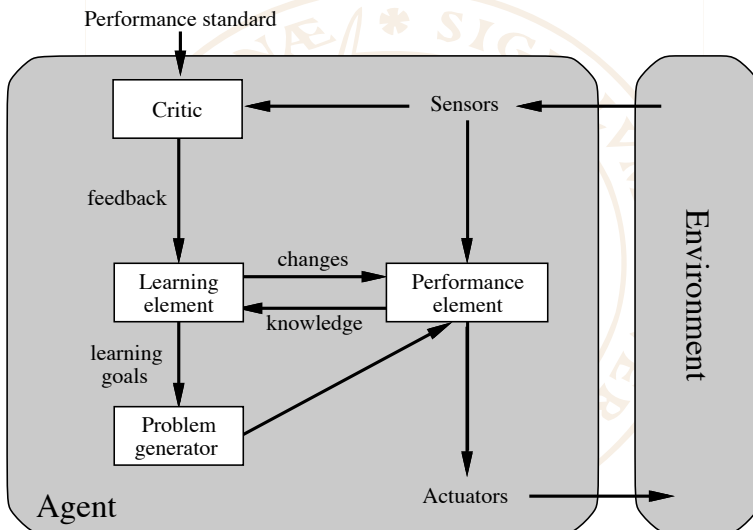 Performance standard
Critic
Sensors
feedback
changes
Learning
element
Performance
element
knowledge
learning
goals
Problem
generator
Agent
Actuators
Environment